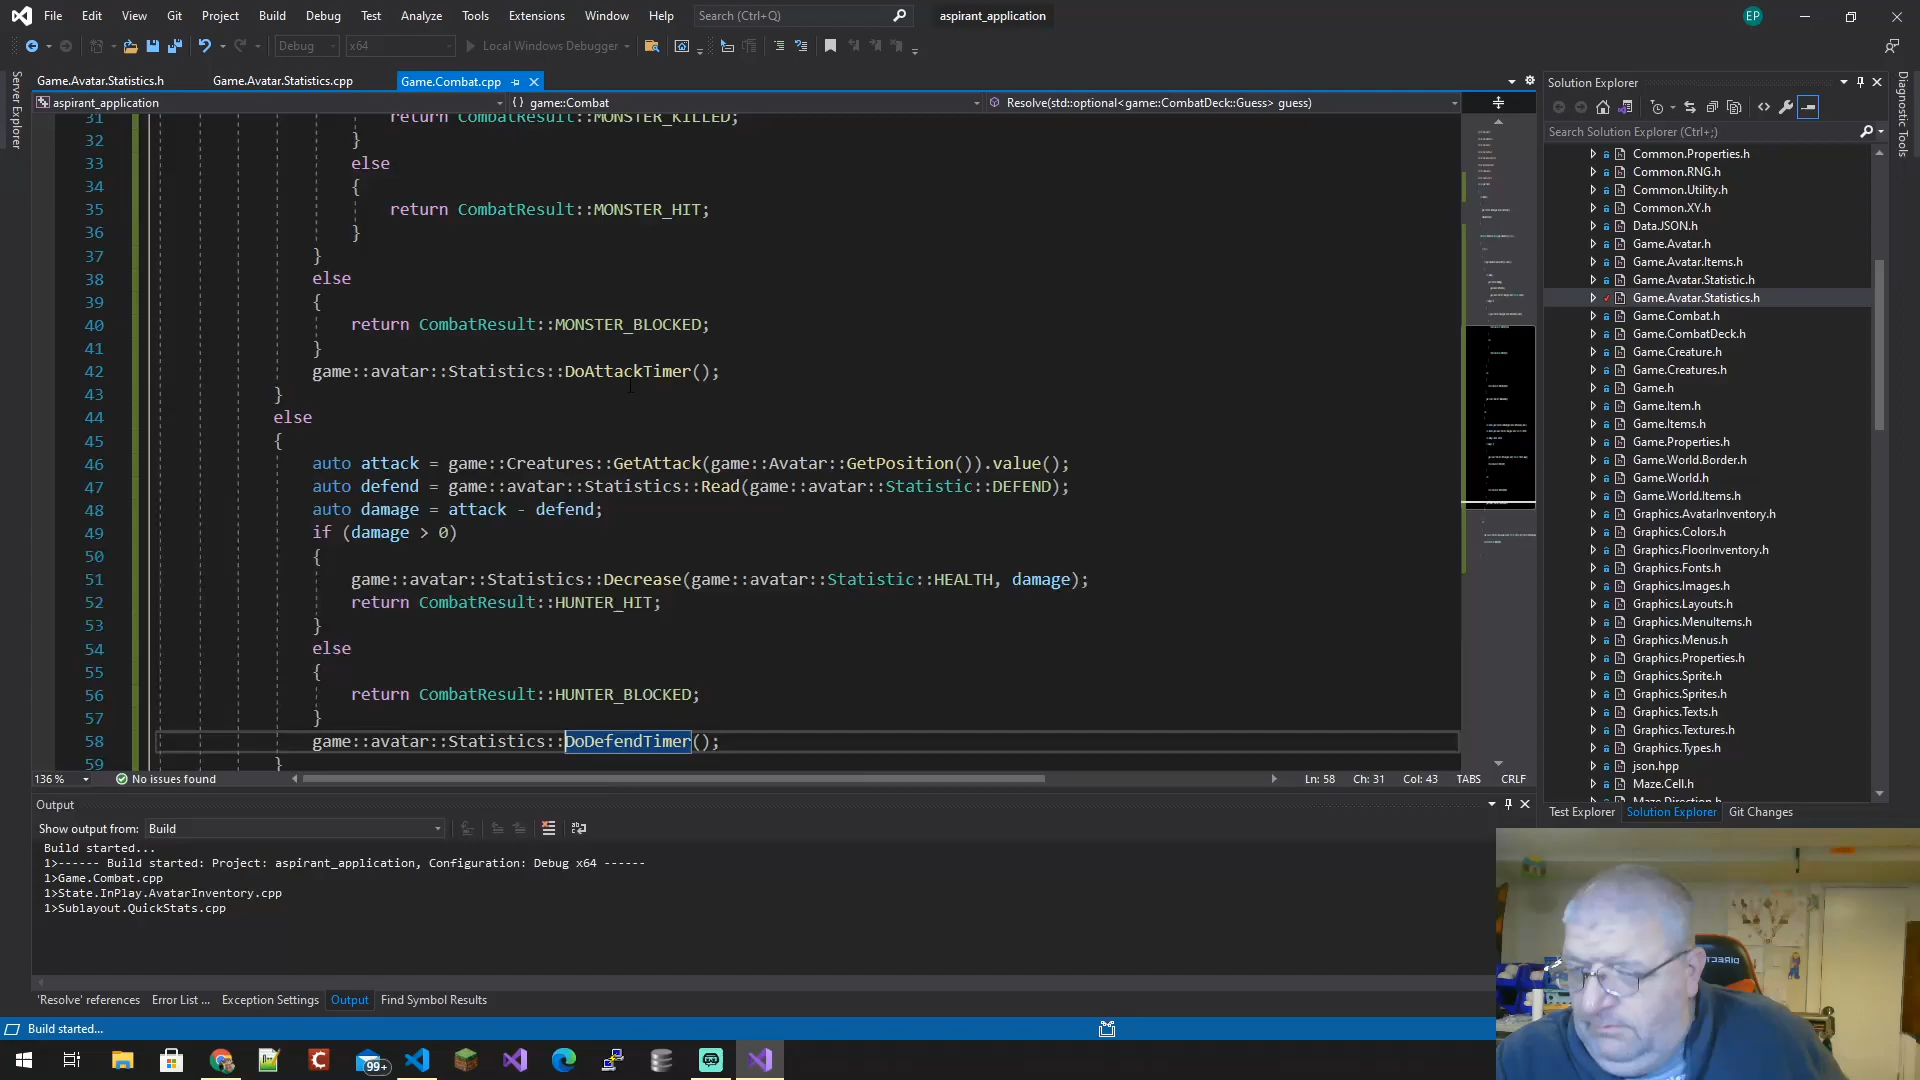 File Edit View Git Project Build Debug Test Analyze Tools Extensions Window Help Search (Ctrl+Q) aspirant_application EP
Debug x64 Local Windows Debugger
Server Explorer
Game.Avatar.Statistics.h Game.Avatar.Statistics.cpp Game.Combat.cpp
aspirant_application game::Combat Resolve(std::optional<game::CombatDeck::Guess> guess)
31 return CombatResult::MONSTER_KILLED;
32 }
33 else
34 {
35 return CombatResult::MONSTER_HIT;
36 }
37 }
38 else
39 {
40 return CombatResult::MONSTER_BLOCKED;
41 }
42 game::avatar::Statistics::DoAttackTimer();
43 }
44 else
45 {
46 auto attack = game::Creatures::GetAttack(game::Avatar::GetPosition()).value();
47 auto defend = game::avatar::Statistics::Read(game::avatar::Statistic::DEFEND);
48 auto damage = attack - defend;
49 if (damage > 0)
50 {
51 game::avatar::Statistics::Decrease(game::avatar::Statistic::HEALTH, damage);
52 return CombatResult::HUNTER_HIT;
53 }
54 else
55 {
56 return CombatResult::HUNTER_BLOCKED;
57 }
58 game::avatar::Statistics::DoDefendTimer();
59 }
136 % No issues found Ln: 58 Ch: 31 Col: 43 TABS CRLF
Output
Show output from: Build
Build started...
1>------ Build started: Project: aspirant_application, Configuration: Debug x64 ------
1>Game.Combat.cpp
1>State.InPlay.AvatarInventory.cpp
1>Sublayout.QuickStats.cpp
'Resolve' references Error List ... Exception Settings Output Find Symbol Results
Build started...
99+
Solution Explorer
Search Solution Explorer (Ctrl+;)
Common.Properties.h
Common.RNG.h
Common.Utility.h
Common.XY.h
Data.JSON.h
Game.Avatar.h
Game.Avatar.Items.h
Game.Avatar.Statistic.h
Game.Avatar.Statistics.h
Game.Combat.h
Game.CombatDeck.h
Game.Creature.h
Game.Creatures.h
Game.h
Game.Item.h
Game.Items.h
Game.Properties.h
Game.World.Border.h
Game.World.h
Game.World.Items.h
Graphics.AvatarInventory.h
Graphics.Colors.h
Graphics.FloorInventory.h
Graphics.Fonts.h
Graphics.Images.h
Graphics.Layouts.h
Graphics.MenuItems.h
Graphics.Menus.h
Graphics.Properties.h
Graphics.Sprite.h
Graphics.Sprites.h
Graphics.Texts.h
Graphics.Textures.h
Graphics.Types.h
json.hpp
Maze.Cell.h
Maze.Direction.h
Test Explorer Solution Explorer Git Changes
Diagnostic Tools